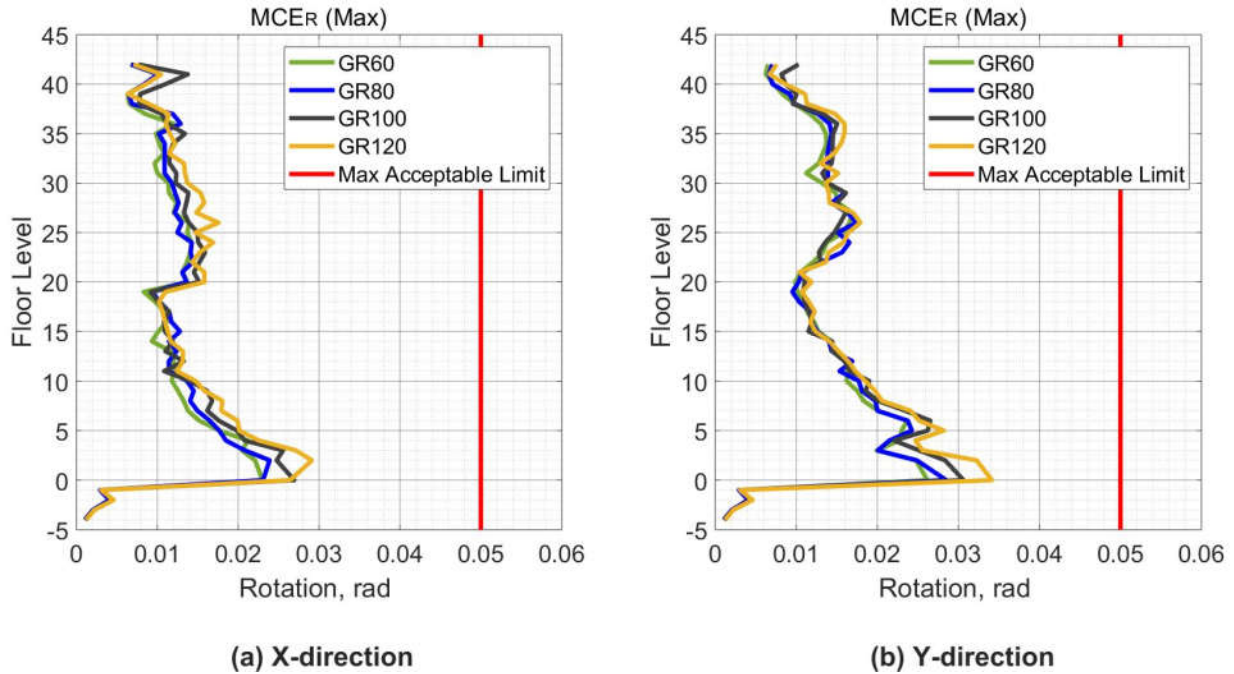 MCER (Max)
45
40
35
30
25
20
15
10
5
0
-5
Floor Level
GR60
GR80
GR100
GR120
Max Acceptable Limit
0 0.01 0.02 0.03 0.04 0.05 0.06
Rotation, rad
(a) X-direction
MCER (Max)
45
40
35
30
25
20
15
10
5
0
-5
Floor Level
GR60
GR80
GR100
GR120
Max Acceptable Limit
0 0.01 0.02 0.03 0.04 0.05 0.06
Rotation, rad
(b) Y-direction